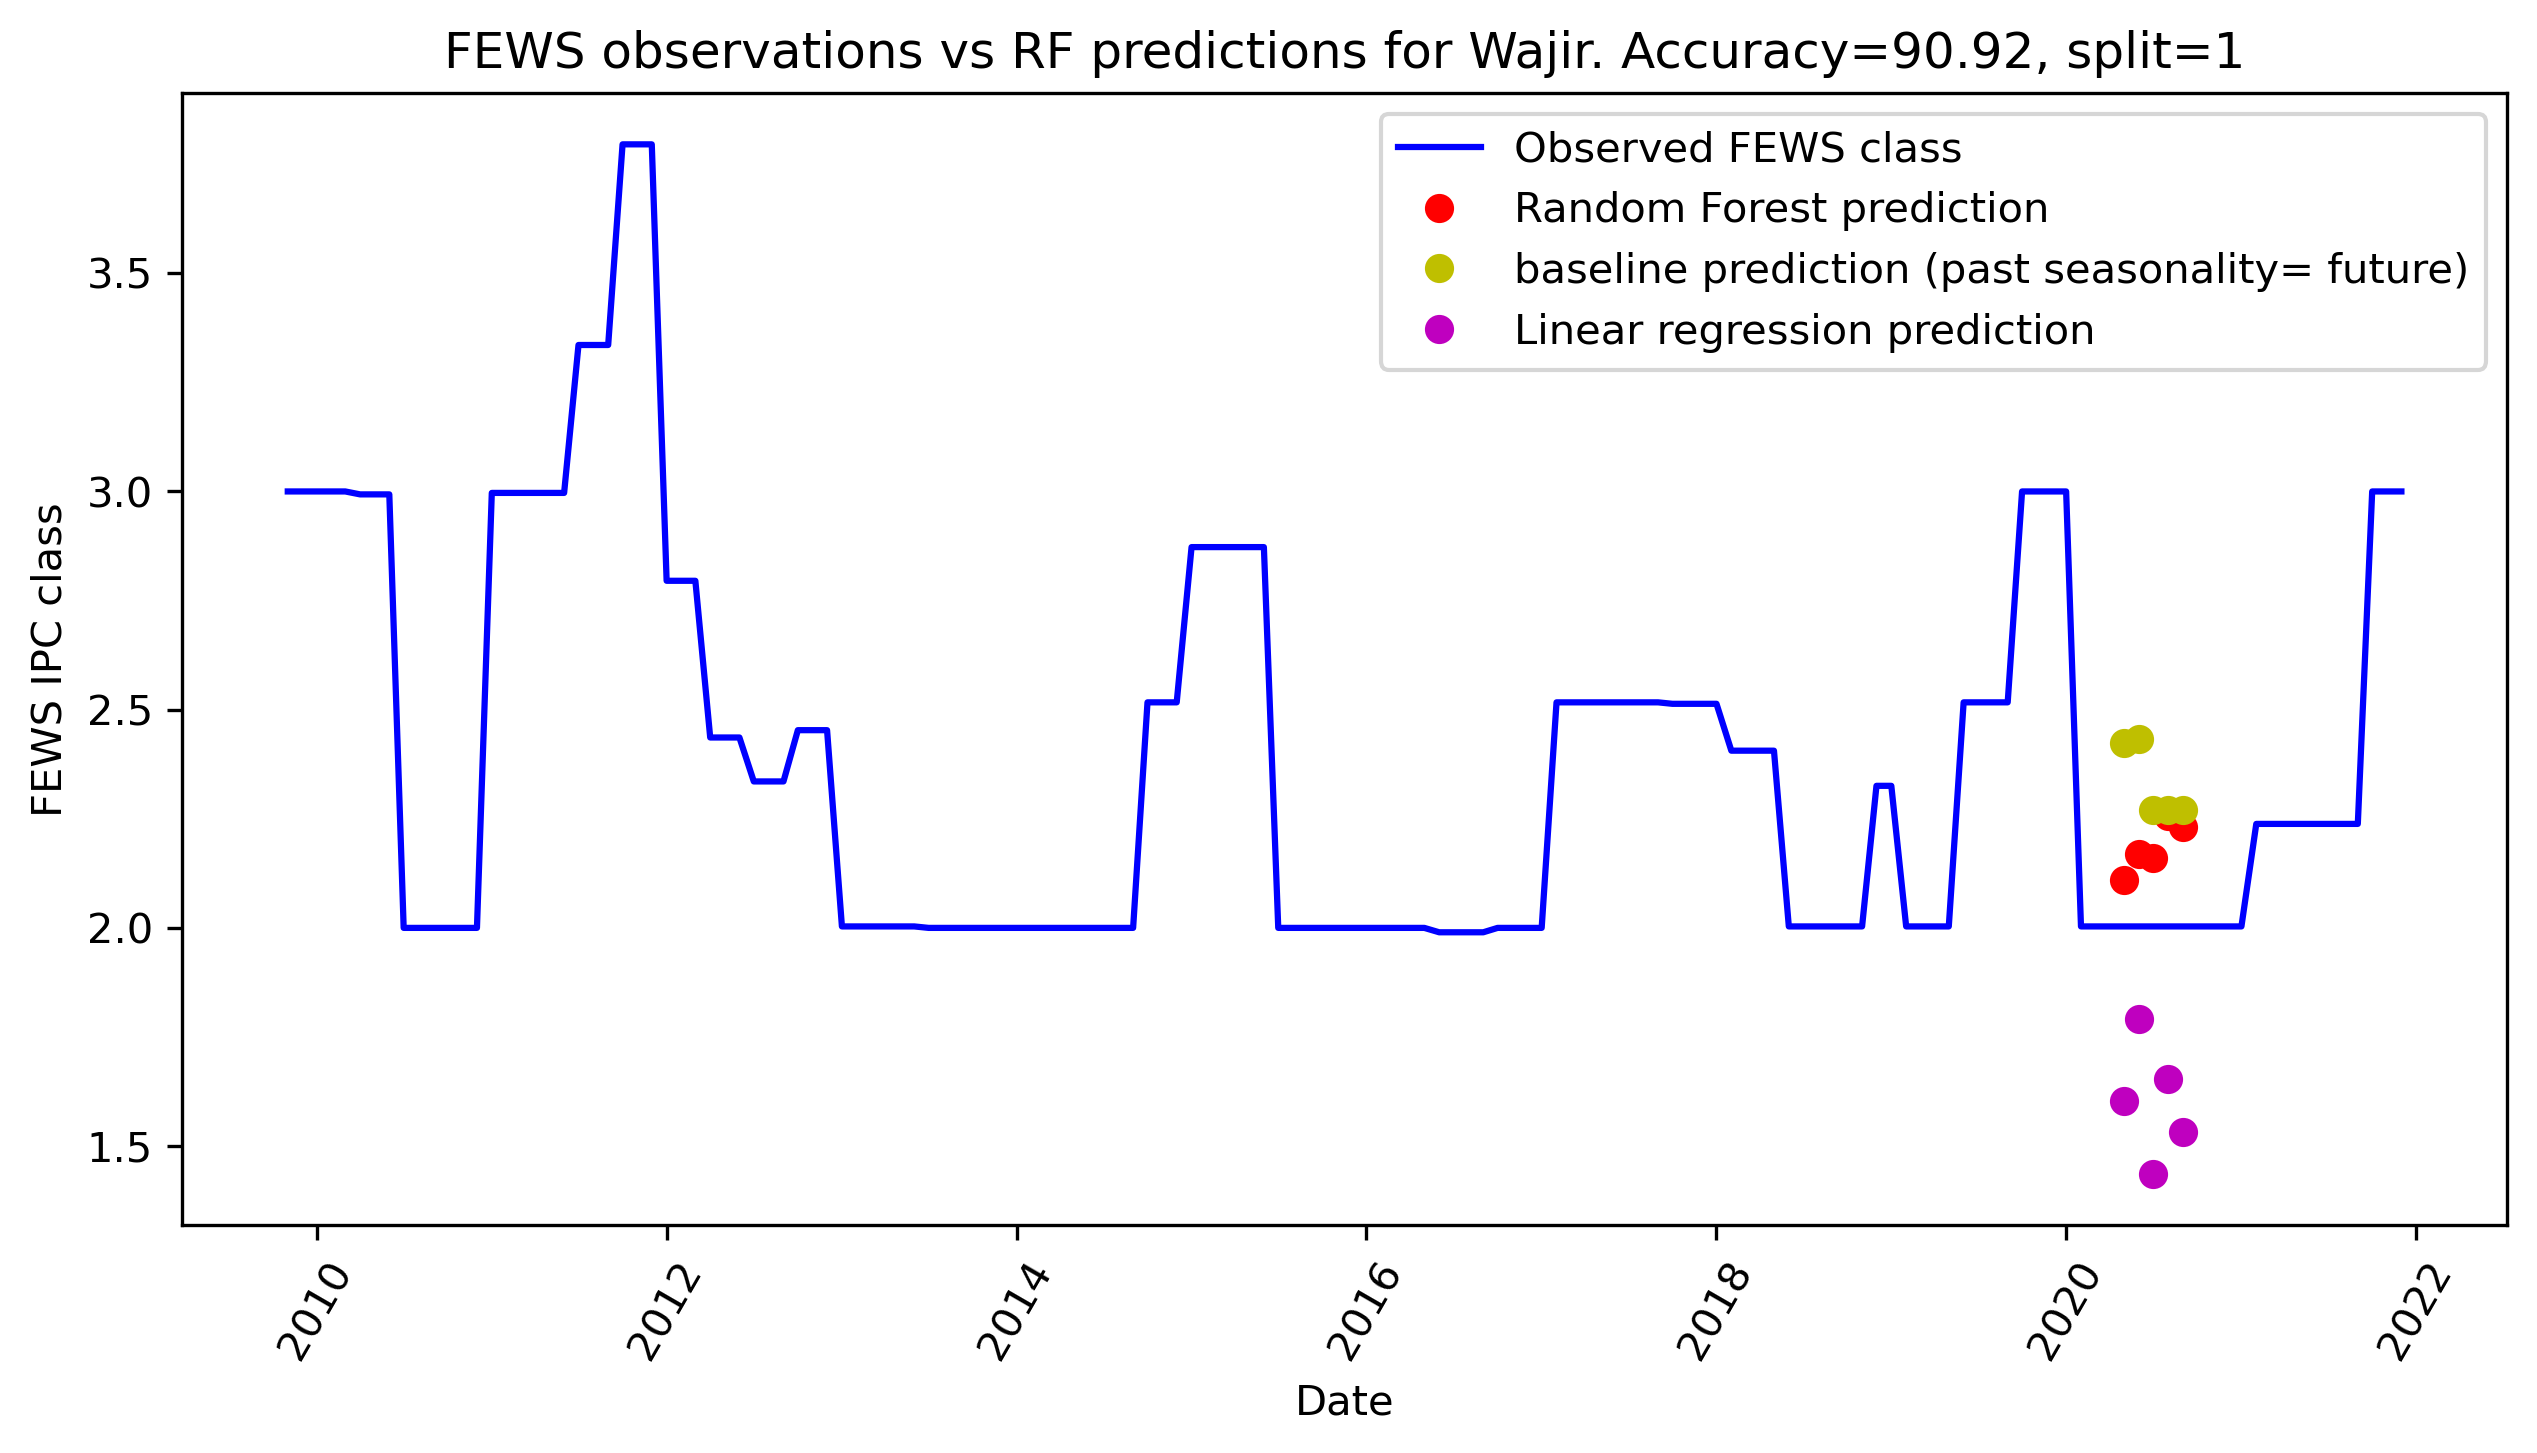 FEWS observations vs RF predictions for Wajir. Accuracy=90.92, split=1
Observed FEWS class
Random Forest prediction
baseline prediction (past seasonality= future)
Linear regression prediction
FEWS IPC class
3.5
3.0
2.5
2.0
1.5
2010
2012
2014
2016
2018
2020
2022
Date